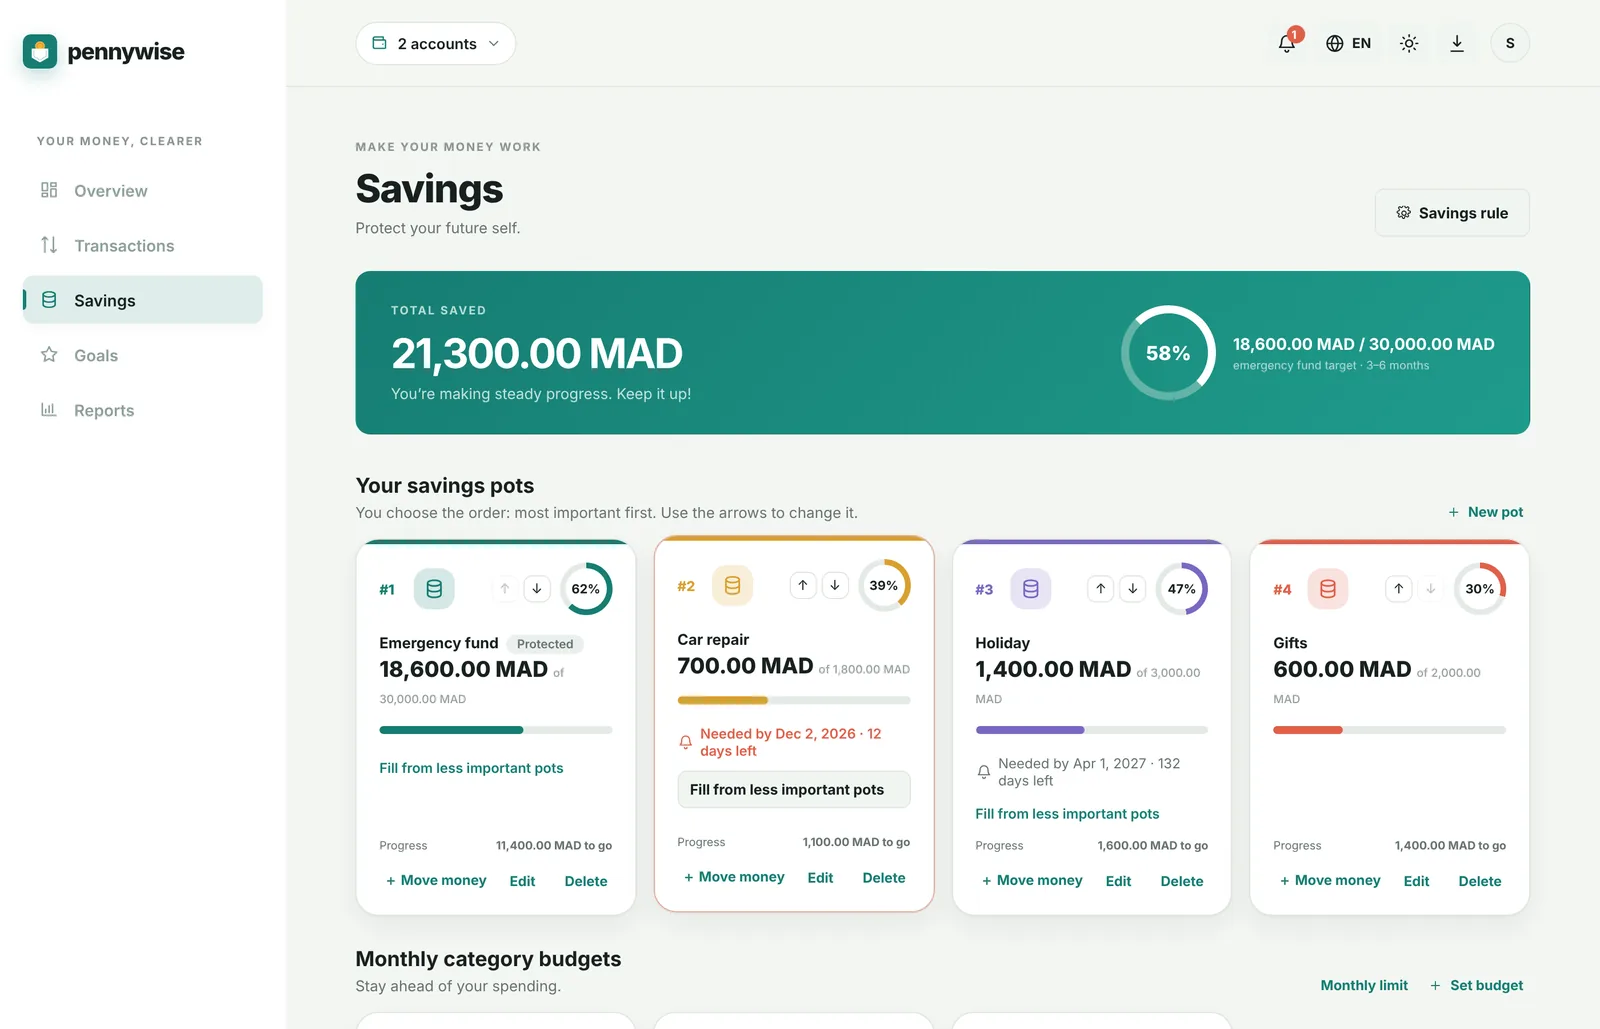 pennywise
2 accounts
1
EN
S
YOUR MONEY, CLEARER
Overview
Transactions
Savings
Goals
Reports
MAKE YOUR MONEY WORK
Savings
Protect your future self.
Savings rule
TOTAL SAVED
21,300.00 MAD
You're making steady progress. Keep it up!
58%
18,600.00 MAD / 30,000.00 MAD
emergency fund target · 3–6 months
Your savings pots
You choose the order: most important first. Use the arrows to change it.
+ New pot
#1
62%
Emergency fund Protected
18,600.00 MAD of
30,000.00 MAD
Fill from less important pots
Progress 11,400.00 MAD to go
+ Move money Edit Delete
#2
39%
Car repair
700.00 MAD of 1,800.00 MAD
Needed by Dec 2, 2026 · 12
days left
Fill from less important pots
Progress 1,100.00 MAD to go
+ Move money Edit Delete
#3
47%
Holiday
1,400.00 MAD of 3,000.00
MAD
Needed by Apr 1, 2027 · 132
days left
Fill from less important pots
Progress 1,600.00 MAD to go
+ Move money Edit Delete
#4
30%
Gifts
600.00 MAD of 2,000.00
MAD
Progress 1,400.00 MAD to go
+ Move money Edit Delete
Monthly category budgets
Stay ahead of your spending.
Monthly limit + Set budget